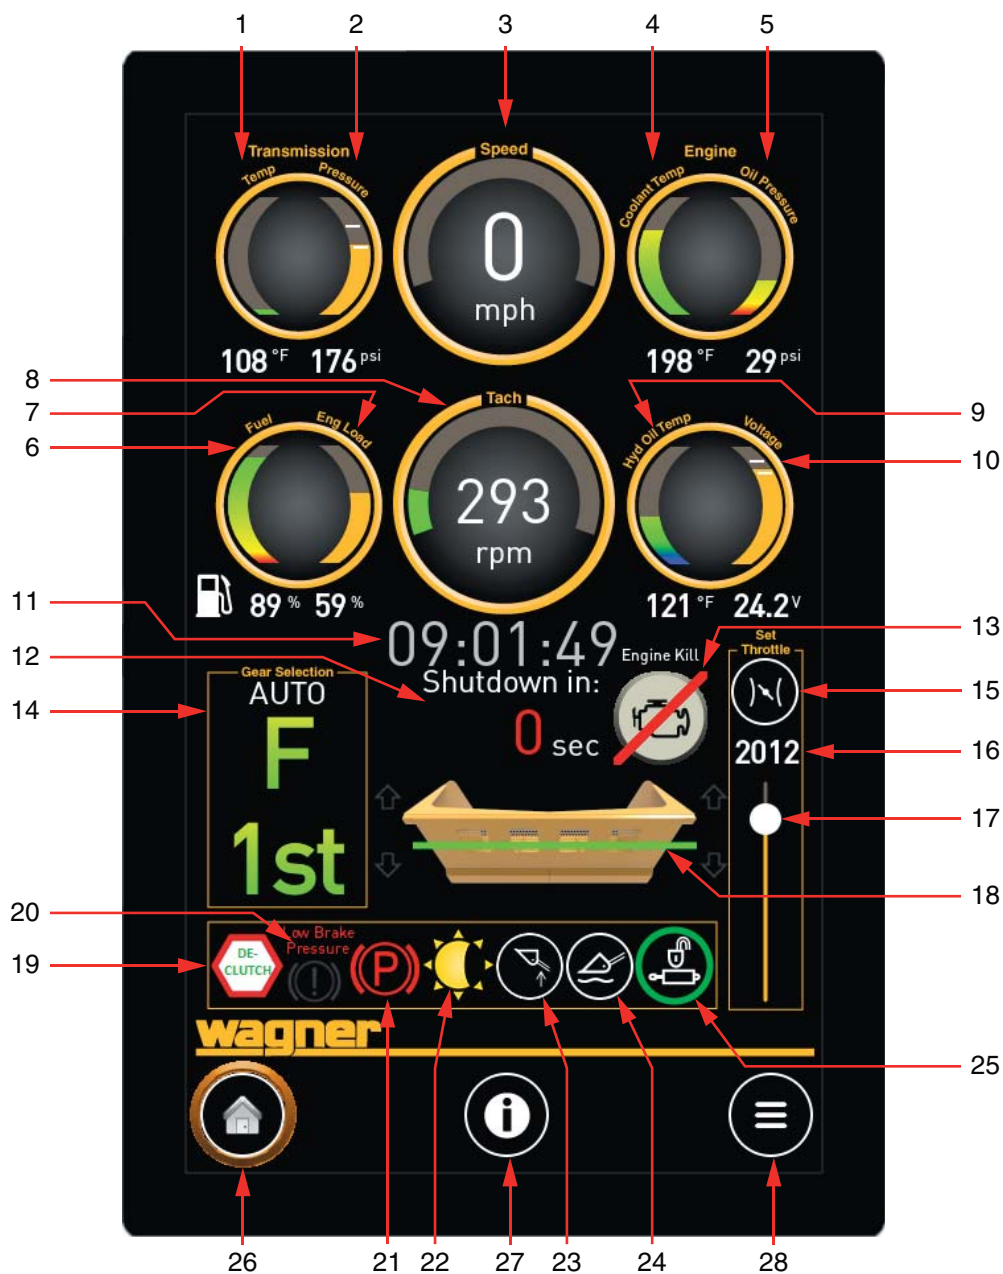 1 2 3 4 5
Transmission
Temp Pressure
Speed
Engine
Coolant Temp Oil Pressure
0
mph
108 °F 176 psi
198 °F 29 psi
8
7
6
9
10
Fuel Eng Load
Tach
Hyd Oil Temp Voltage
293
rpm
89 % 59 %
121 °F 24.2 V
11
12
13
14
15
16
17
18
09:01:49
Shutdown in:
0 sec
Engine Kill
Set
Throttle
2012
Gear Selection
AUTO
F
1st
20
19
Low Brake
Pressure
DE-
CLUTCH
P
25
wagner
i
26 21 22 27 23 24 28